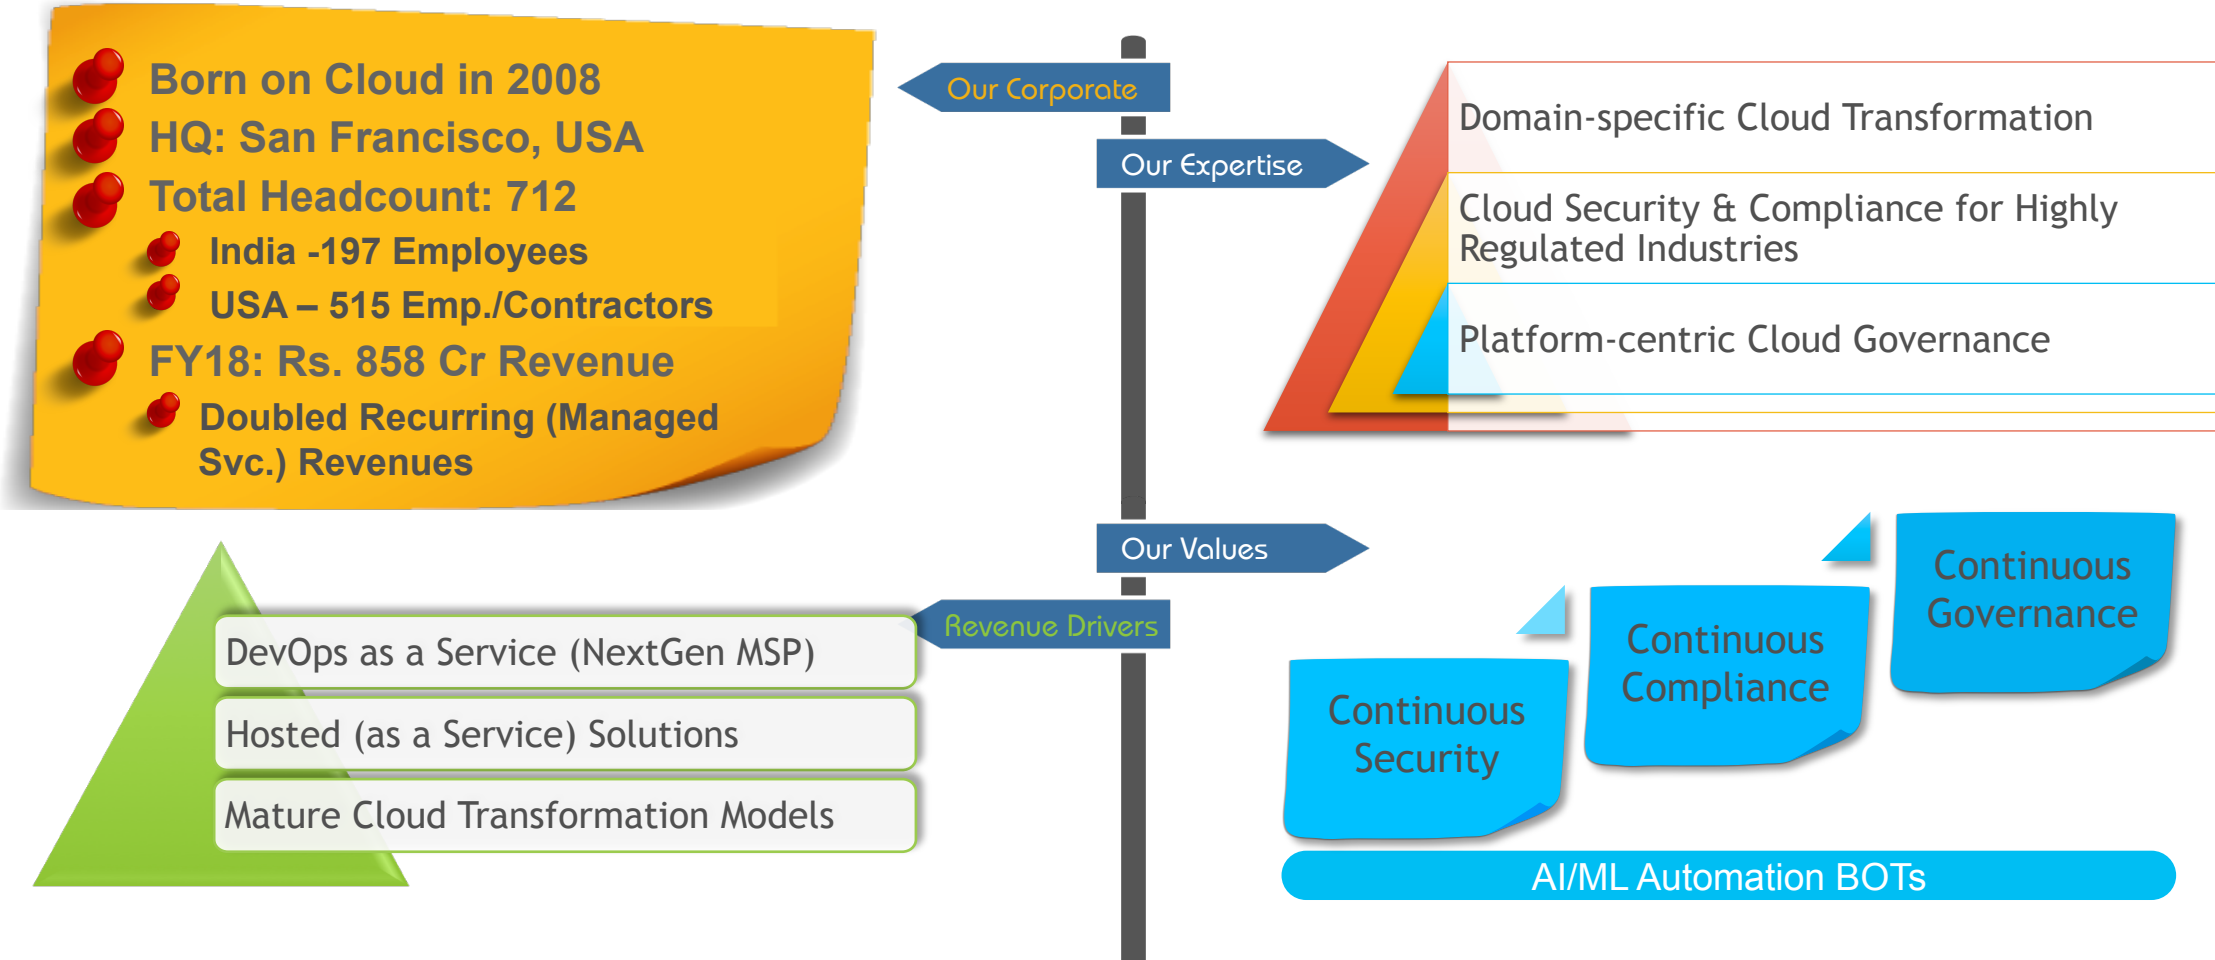 Born on Cloud in 2008
HQ: San Francisco, USA
Total Headcount: 712
India -197 Employees
USA – 515 Emp./Contractors
FY18: Rs. 858 Cr Revenue
Doubled Recurring (Managed
Svc.) Revenues
Our Corporate
Our Expertise
Domain-specific Cloud Transformation
Cloud Security & Compliance for Highly
Regulated Industries
Platform-centric Cloud Governance
Our Values
Revenue Drivers
DevOps as a Service (NextGen MSP)
Hosted (as a Service) Solutions
Mature Cloud Transformation Models
Continuous
Security
Continuous
Compliance
Continuous
Governance
AI/ML Automation BOTs